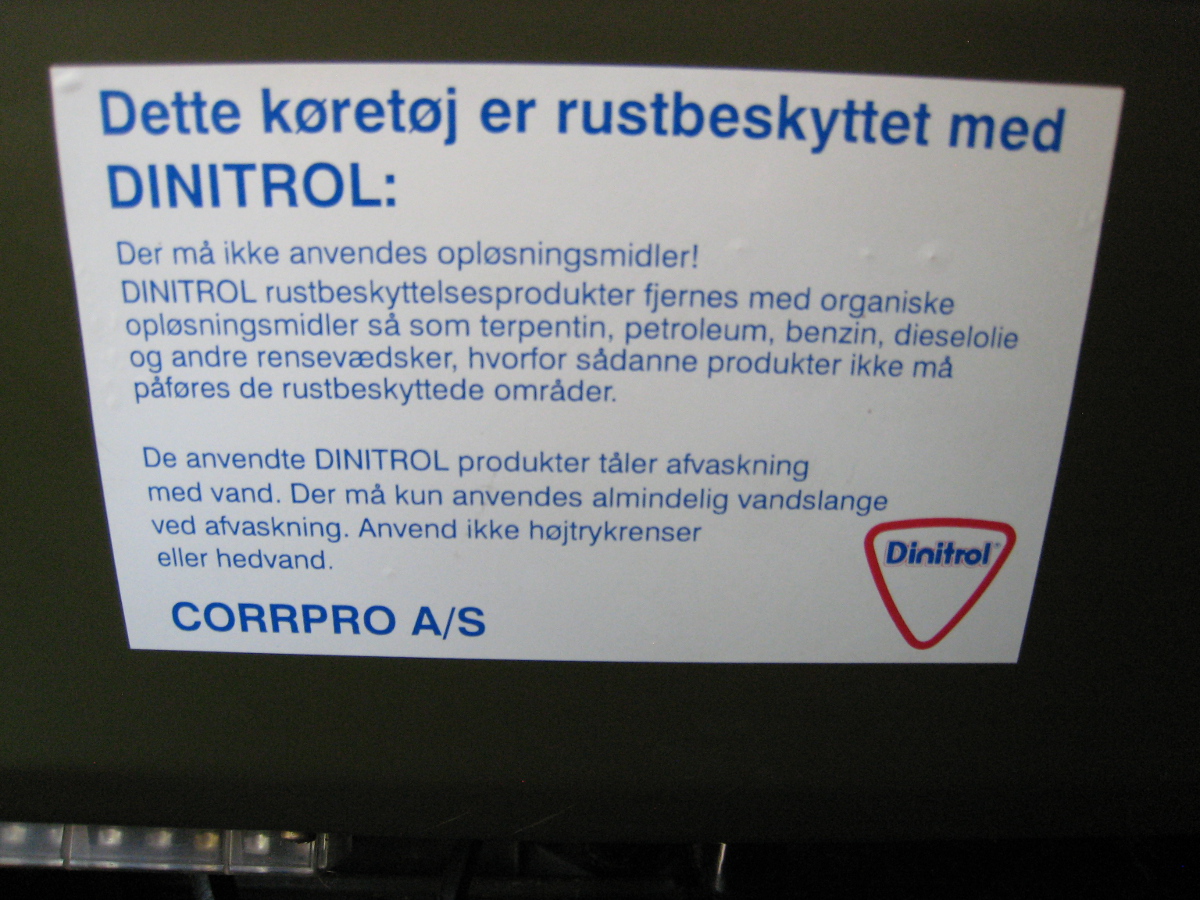 Dette køretøj er rustbeskyttet med
DINITROL:
Der må ikke anvendes opløsningsmidler!
DINITROL rustbeskyttelsesprodukter fjernes med organiske
opløsningsmidler så som terpentin, petroleum, benzin, dieselolie
og andre rensevædsker, hvorfor sådanne produkter ikke må
påføres de rustbeskyttede områder.
De anvendte DINITROL produkter tåler afvaskning
med vand. Der må kun anvendes almindelig vandslange
ved afvaskning. Anvend ikke højtrykrenser
eller hedvand.
Dinitrol®
CORRPRO A/S